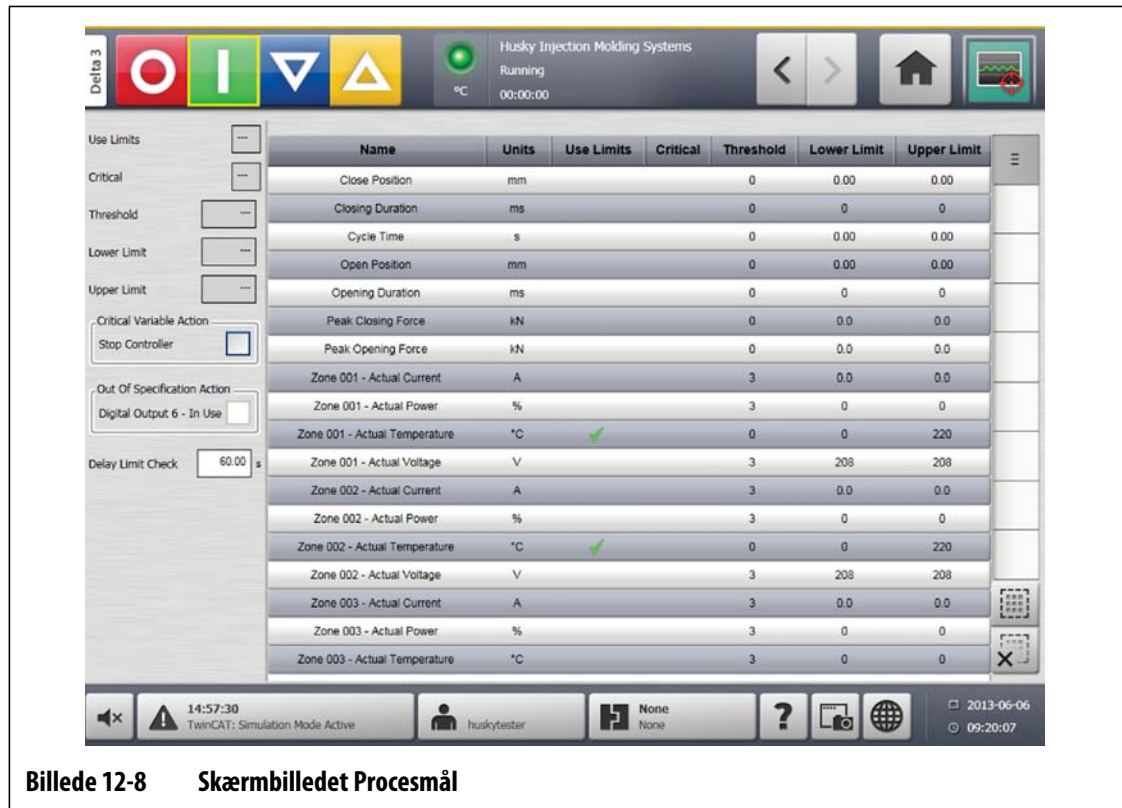 Delta 3
°C
Husky Injection Molding Systems
Running
00:00:00
Use Limits ---
Critical ---
Threshold ---
Lower Limit ---
Upper Limit ---
Critical Variable Action
Stop Controller
Out Of Specification Action
Digital Output 6 - In Use
Delay Limit Check 60.00 s
Name Units Use Limits Critical Threshold Lower Limit Upper Limit
Close Position mm 0 0.00 0.00
Closing Duration ms 0 0 0
Cycle Time s 0 0.00 0.00
Open Position mm 0 0.00 0.00
Opening Duration ms 0 0 0
Peak Closing Force kN 0 0.0 0.0
Peak Opening Force kN 0 0.0 0.0
Zone 001 - Actual Current A 3 0.0 0.0
Zone 001 - Actual Power % 3 0 0
Zone 001 - Actual Temperature °C 0 0 220
Zone 001 - Actual Voltage V 3 208 208
Zone 002 - Actual Current A 3 0.0 0.0
Zone 002 - Actual Power % 3 0 0
Zone 002 - Actual Temperature °C 0 0 220
Zone 002 - Actual Voltage V 3 208 208
Zone 003 - Actual Current A 3 0.0 0.0
Zone 003 - Actual Power % 3 0 0
Zone 003 - Actual Temperature °C 3 0 0
14:57:30
TwinCAT: Simulation Mode Active
huskytester
None
None
?
2013-06-06
09:20:07
Billede 12-8 Skærmbilledet Procesmål